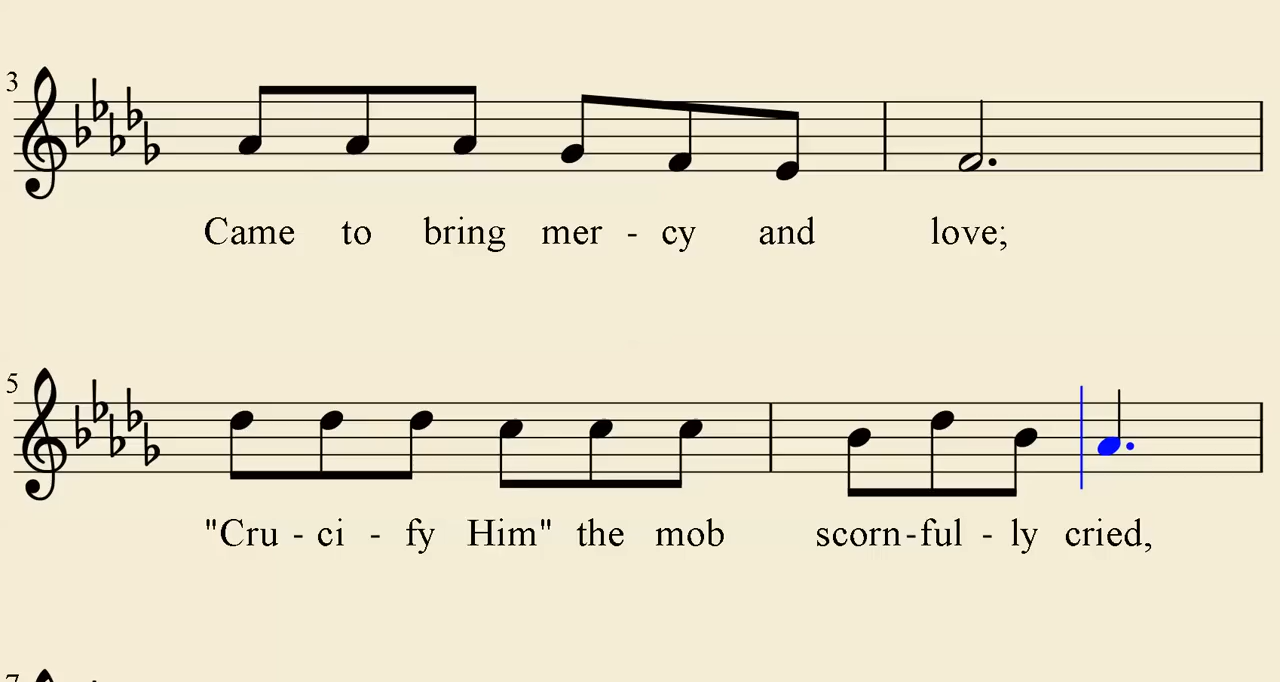 3
Came to bring mer - cy and love;
5
"Cru - ci - fy Him" the mob scorn - ful - ly cried,